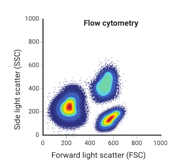 Flow cytometry
Side light scatter (SSC)
1000
800
600
400
200
0
0 200 400 600 800 1000
Forward light scatter (FSC)